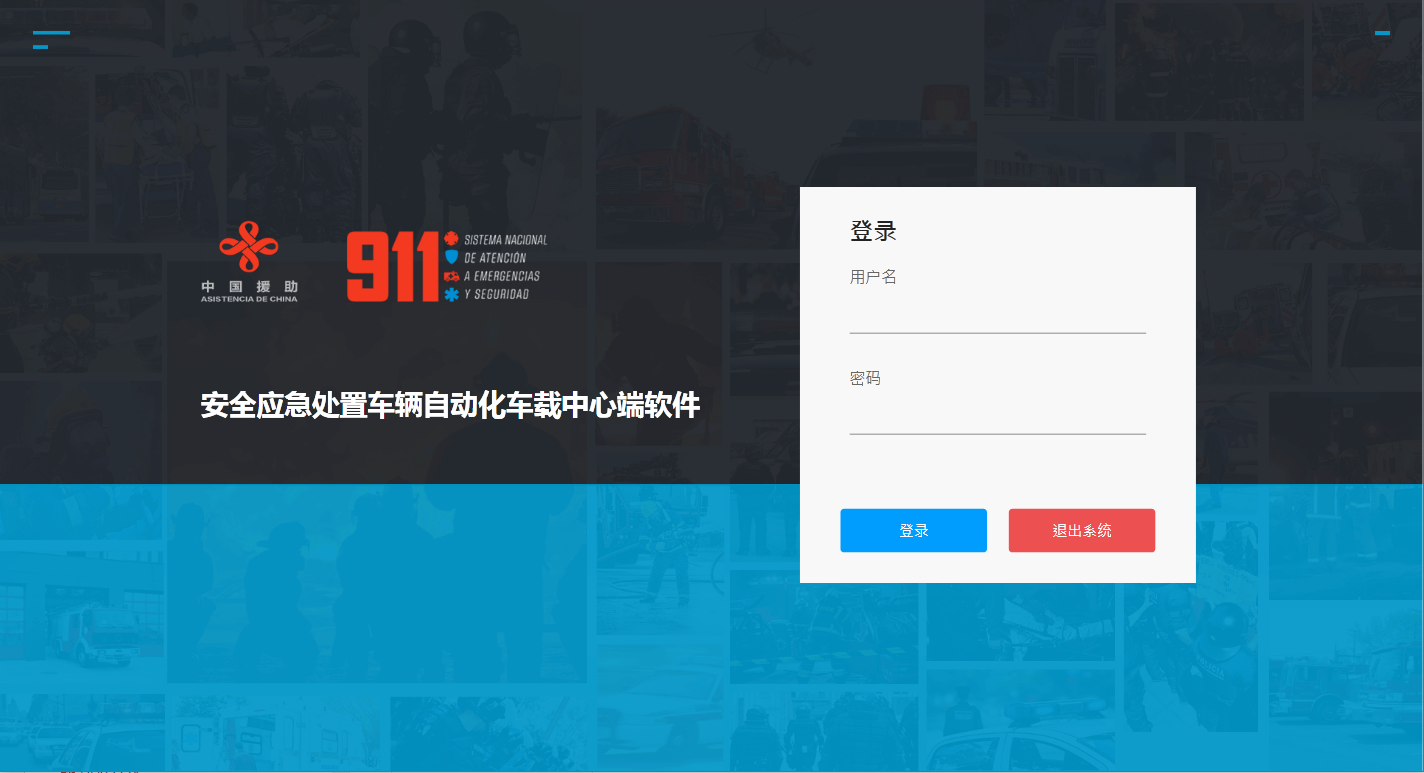 中国援助
ASISTENCIA DE CHINA
911
SISTEMA NACIONAL
DE ATENCIÓN
A EMERGENCIAS
Y SEGURIDAD
安全应急处置车辆自动化车载中心端软件
登录
用户名
密码
登录
退出系统